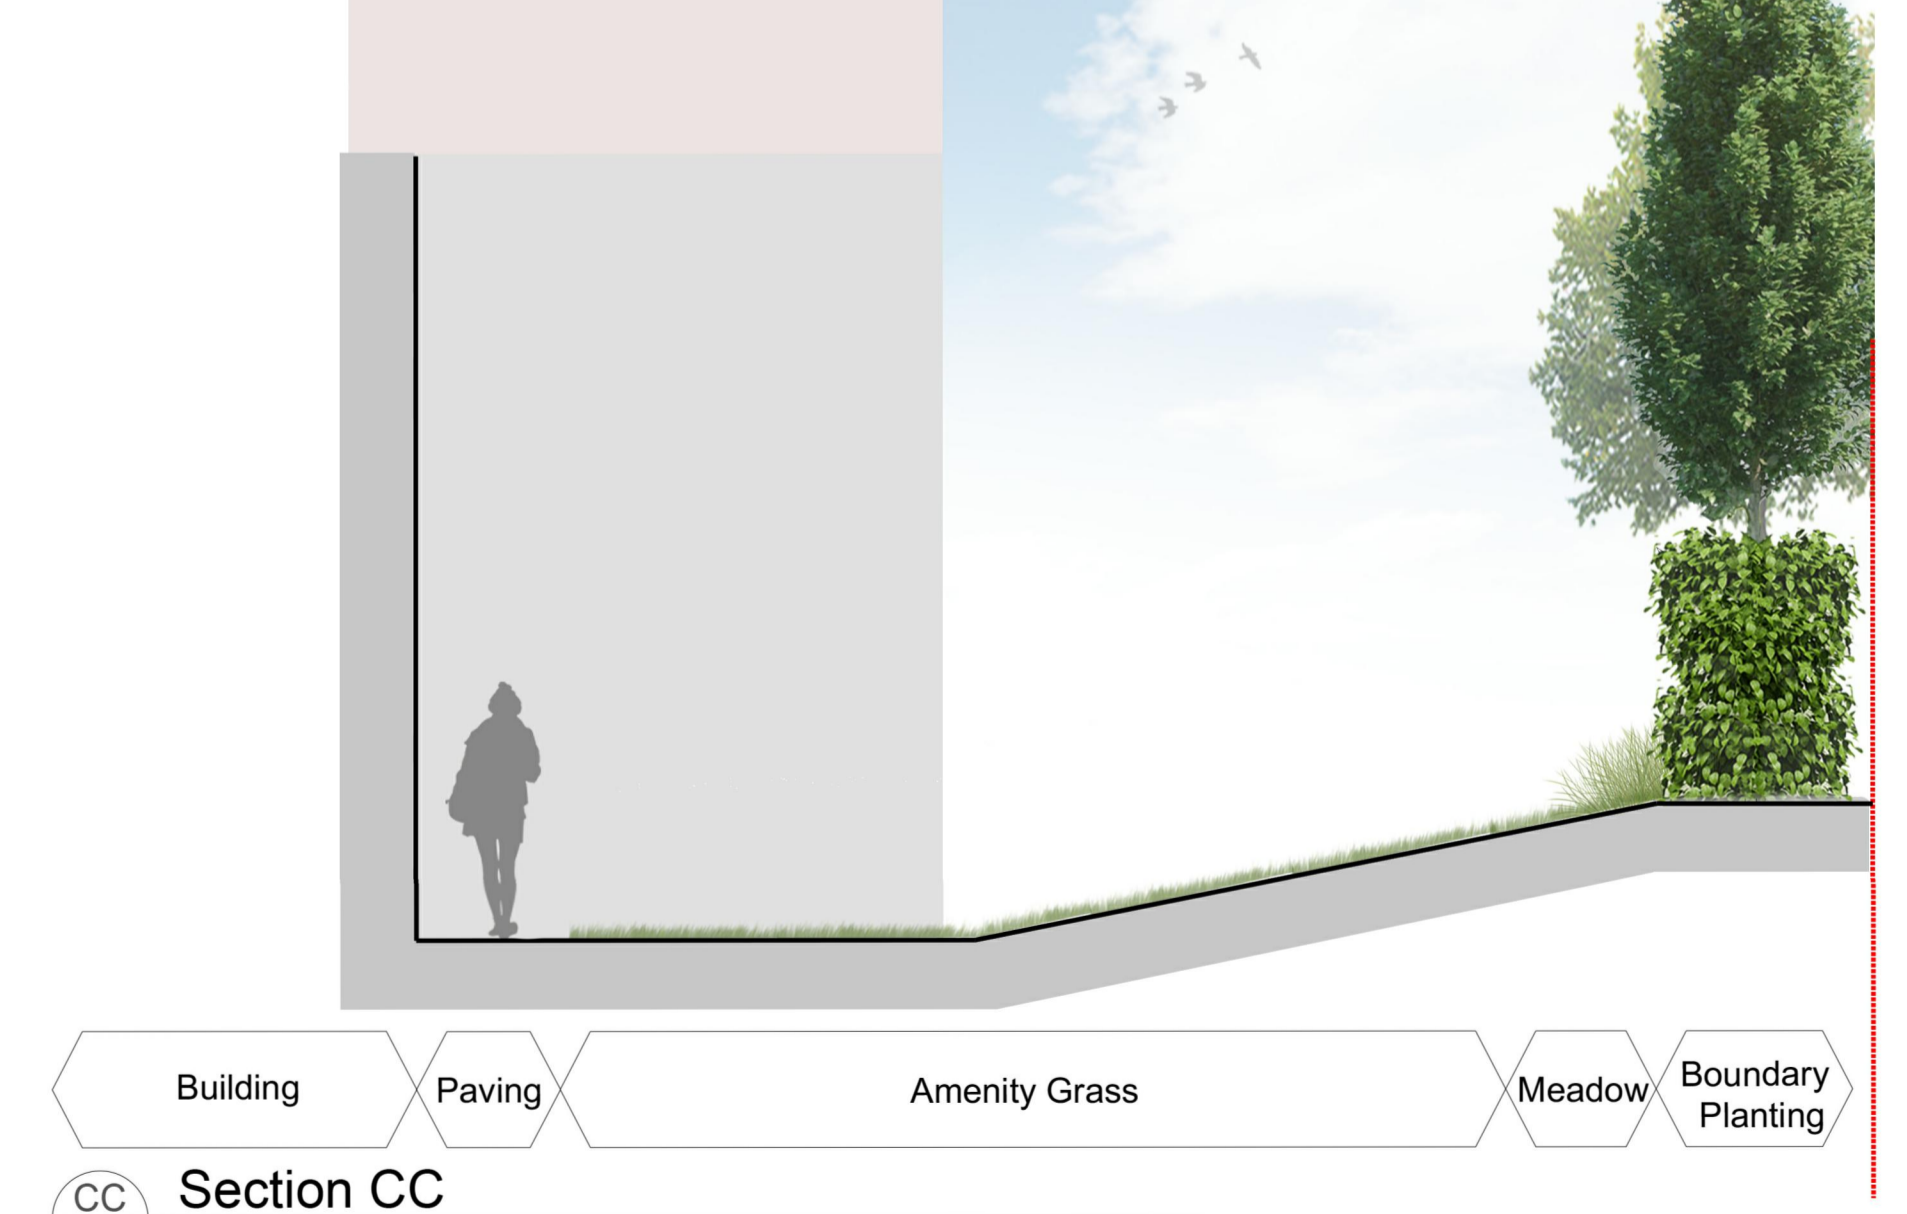 Building
Paving
Amenity Grass
Meadow
Boundary
Planting
CC
Section CC